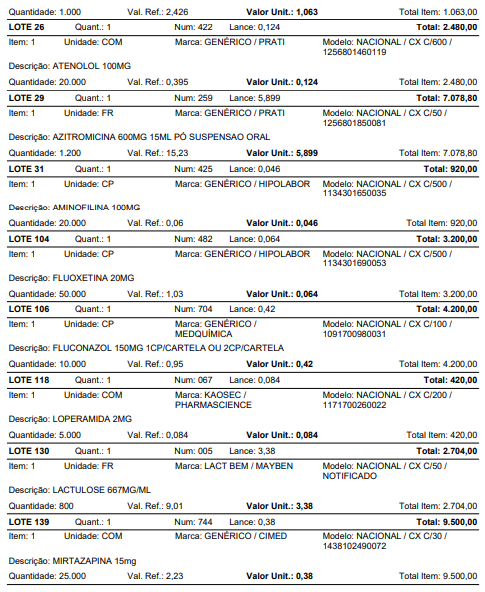 Quantidade: 1.000 Val. Ref.: 2,426 Valor Unit.: 1,063 Total Item: 1.063,00
LOTE 26 Quant.: 1 Num: 422 Lance: 0,124 Total: 2.480,00
Item: 1 Unidade: COM Marca: GENÉRICO / PRATI Modelo: NACIONAL / CX C/600 /
1256801460119
Descrição: ATENOLOL 100MG
Quantidade: 20.000 Val. Ref.: 0,395 Valor Unit.: 0,124 Total Item: 2.480,00
LOTE 29 Quant.: 1 Num: 259 Lance: 5,899 Total: 7.078,80
Item: 1 Unidade: FR Marca: GENÉRICO / PRATI Modelo: NACIONAL / CX C/50 /
1256801850081
Descrição: AZITROMICINA 600MG 15ML PÓ SUSPENSAO ORAL
Quantidade: 1.200 Val. Ref.: 15,23 Valor Unit.: 5,899 Total Item: 7.078,80
LOTE 31 Quant.: 1 Num: 425 Lance: 0,046 Total: 920,00
Item: 1 Unidade: CP Marca: GENÉRICO / HIPOLABOR Modelo: NACIONAL / CX C/500 /
1134301650035
Descrição: AMINOFILINA 100MG
Quantidade: 20.000 Val. Ref.: 0,06 Valor Unit.: 0,046 Total Item: 920,00
LOTE 104 Quant.: 1 Num: 482 Lance: 0,064 Total: 3.200,00
Item: 1 Unidade: CP Marca: GENÉRICO / HIPOLABOR Modelo: NACIONAL / CX C/500 /
1134301690053
Descrição: FLUOXETINA 20MG
Quantidade: 50.000 Val. Ref.: 1,03 Valor Unit.: 0,064 Total Item: 3.200,00
LOTE 106 Quant.: 1 Num: 704 Lance: 0,42 Total: 4.200,00
Item: 1 Unidade: CP Marca: GENÉRICO / Modelo: NACIONAL / CX C/100 /
MEDQUÍMICA 1091700980031
Descrição: FLUCONAZOL 150MG 1CP/CARTELA OU 2CP/CARTELA
Quantidade: 10.000 Val. Ref.: 0,95 Valor Unit.: 0,42 Total Item: 4.200,00
LOTE 118 Quant.: 1 Num: 067 Lance: 0,084 Total: 420,00
Item: 1 Unidade: COM Marca: KAOSEC / Modelo: NACIONAL / CX C/200 /
PHARMASCIENCE 1171700260022
Descrição: LOPERAMIDA 2MG
Quantidade: 5.000 Val. Ref.: 0,084 Valor Unit.: 0,084 Total Item: 420,00
LOTE 130 Quant.: 1 Num: 005 Lance: 3,38 Total: 2.704,00
Item: 1 Unidade: FR Marca: LACT BEM / MAYBEN Modelo: NACIONAL / CX C/50 /
NOTIFICADO
Descrição: LACTULOSE 667MG/ML
Quantidade: 800 Val. Ref.: 9,01 Valor Unit.: 3,38 Total Item: 2.704,00
LOTE 139 Quant.: 1 Num: 744 Lance: 0,38 Total: 9.500,00
Item: 1 Unidade: COM Marca: GENÉRICO / CIMED Modelo: NACIONAL / CX C/30 /
1438102490072
Descrição: MIRTAZAPINA 15mg
Quantidade: 25.000 Val. Ref.: 2,23 Valor Unit.: 0,38 Total Item: 9.500,00